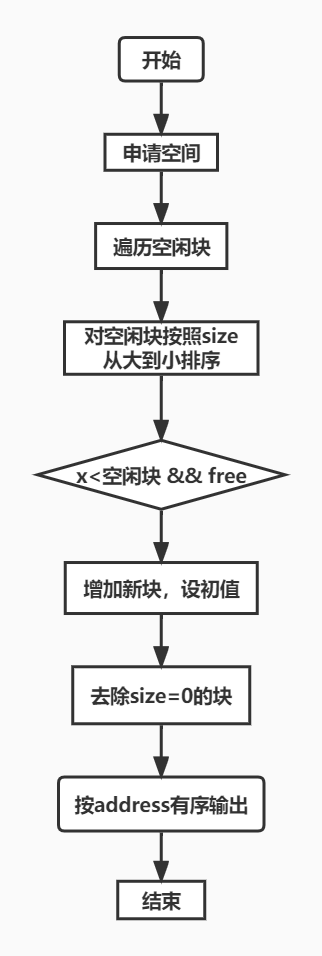 开始
申请空间
遍历空闲块
对空闲块按照size
从大到小排序
x<空闲块 && free
增加新块，设初值
去除size=0的块
按address有序输出
结束